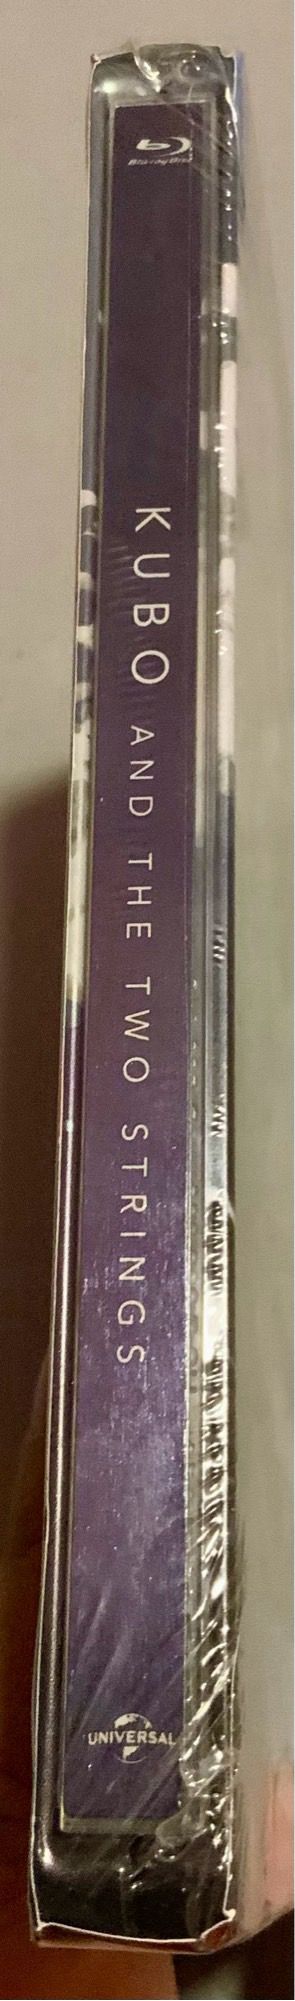 Blu-ray Disc
KUBO AND THE TWO STRINGS
UNIVERSAL